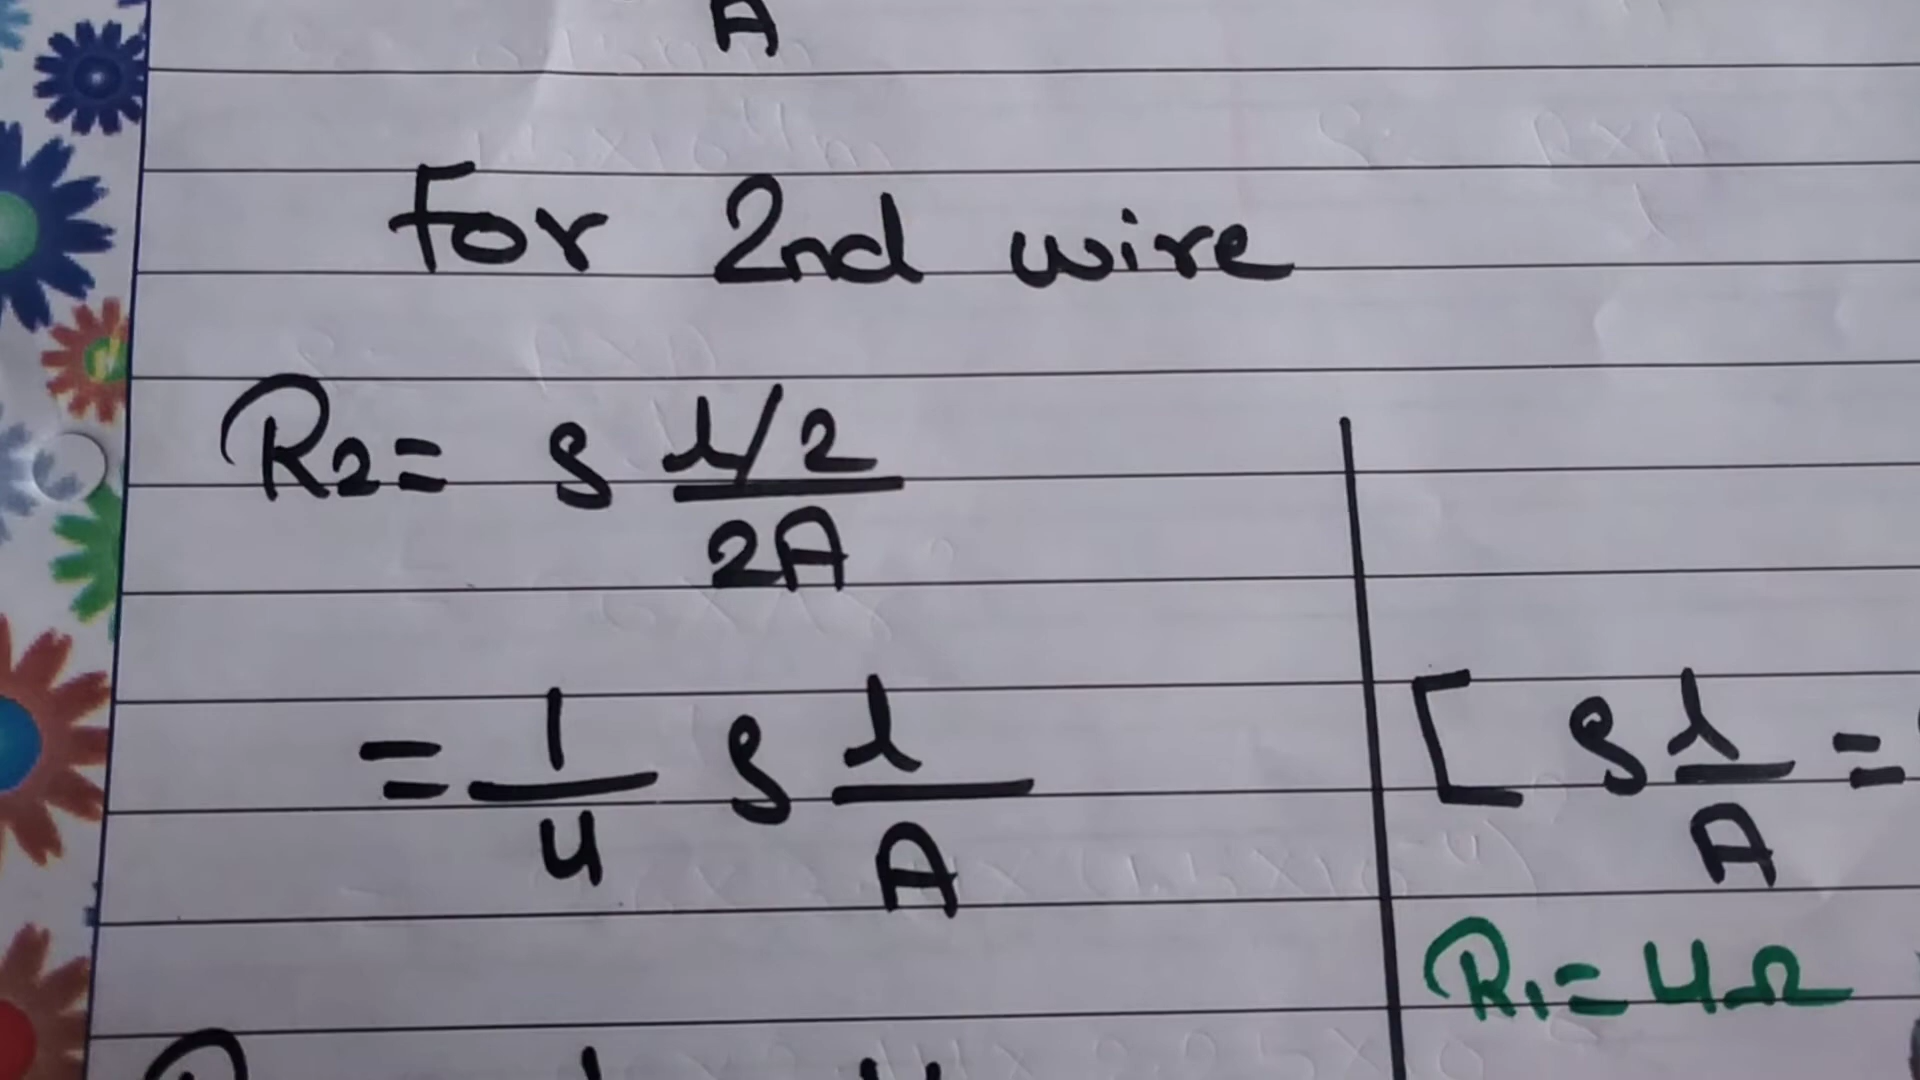 A
For 2nd wire
R2 = ρ l/2
2A
= 1/4 ρ l/A
[ ρ l/A =
R1 = 4Ω